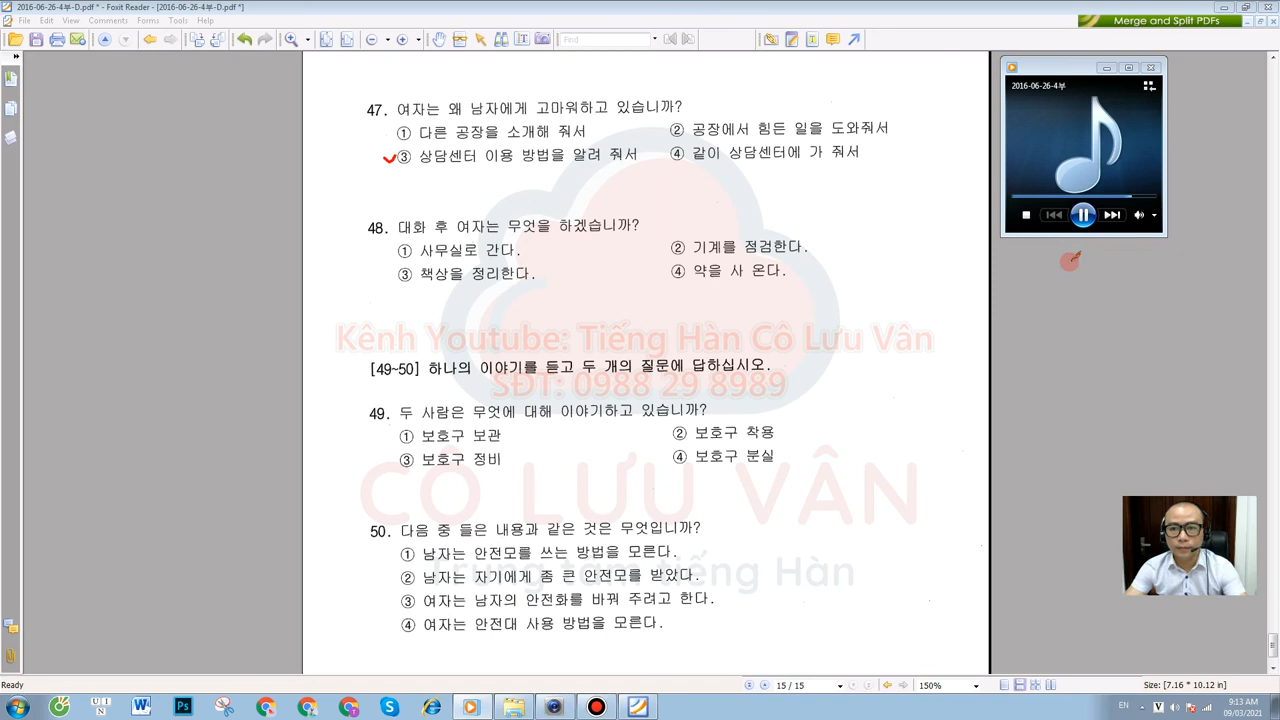 2016-06-26-4부-D.pdf * - Foxit Reader - [2016-06-26-4부-D.pdf *]
File Edit View Comments Forms Tools Help
Merge and Split PDFs
Find
47. 여자는 왜 남자에게 고마워하고 있습니까?
① 다른 공장을 소개해 줘서 ② 공장에서 힘든 일을 도와줘서
③ 상담센터 이용 방법을 알려 줘서 ④ 같이 상담센터에 가 줘서
2016-06-26-4부
48. 대화 후 여자는 무엇을 하겠습니까?
① 사무실로 간다. ② 기계를 점검한다.
③ 책상을 정리한다. ④ 약을 사 온다.
Kênh Youtube: Tiếng Hàn Cô Lưu Vân
[49~50] 하나의 이야기를 듣고 두 개의 질문에 답하십시오.
SĐT: 0988 29 8989
49. 두 사람은 무엇에 대해 이야기하고 있습니까?
① 보호구 보관 ② 보호구 착용
③ 보호구 정비 ④ 보호구 분실
CÔ LƯU VÂN
50. 다음 중 들은 내용과 같은 것은 무엇입니까?
① 남자는 안전모를 쓰는 방법을 모른다.
Trung tâm tiếng Hàn
② 남자는 자기에게 좀 큰 안전모를 받았다.
③ 여자는 남자의 안전화를 바꿔 주려고 한다.
④ 여자는 안전대 사용 방법을 모른다.
Ready 15 / 15 150% Size: [7.16 * 10.12 in]
EN 9:13 AM
09/03/2021